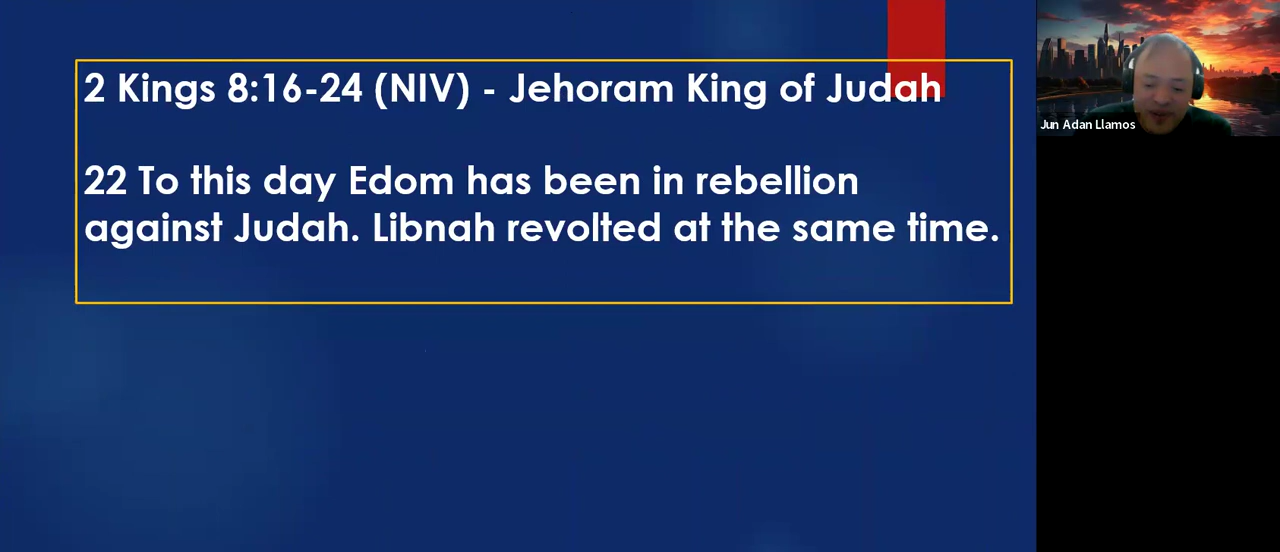 2 Kings 8:16-24 (NIV) - Jehoram King of Judah
22 To this day Edom has been in rebellion
against Judah. Libnah revolted at the same time.
Jun Adan Llamos